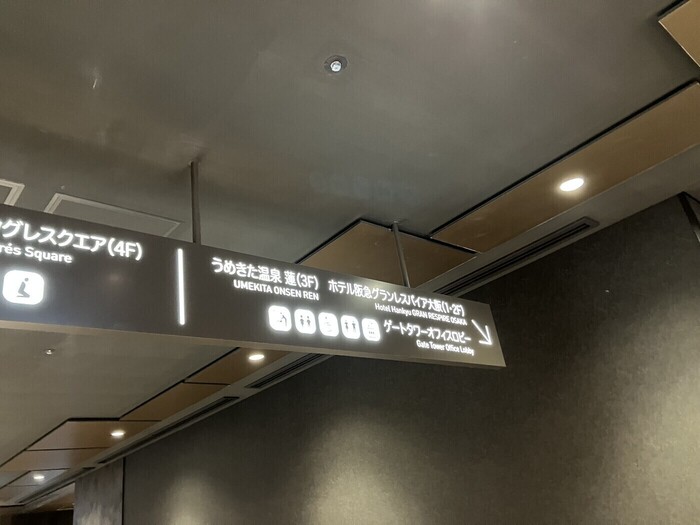 ングレスクエア(4F)
rés Square
うめきた温泉 蓮(3F)
UMEKITA ONSEN REN
ホテル阪急グランレスパイア大阪(1・2F)
Hotel Hankyu GRAN RESPIRE OSAKA
ゲートタワーオフィスロビー
Gate Tower Office Lobby